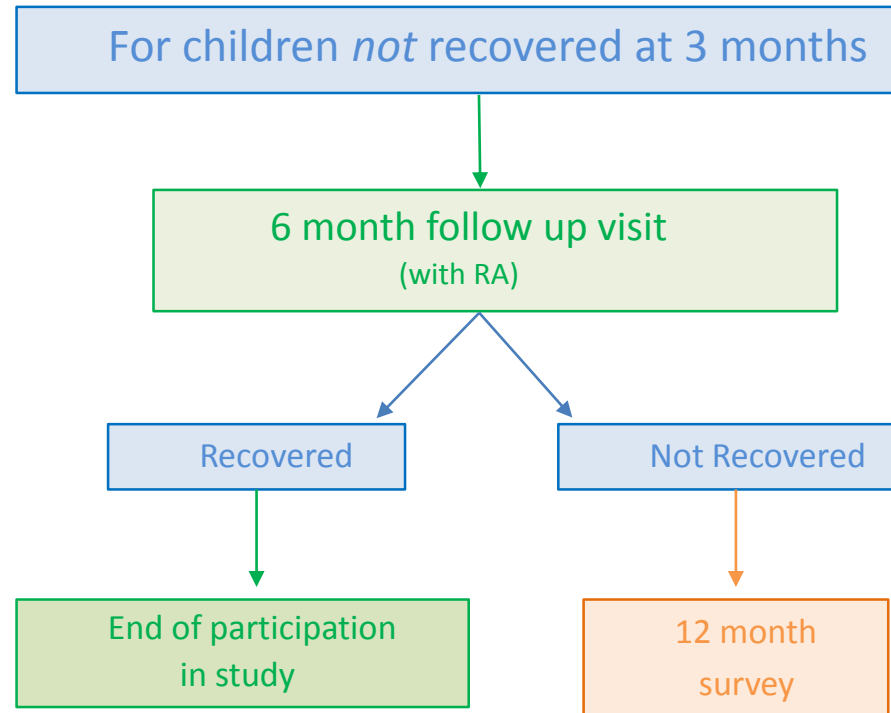 For children not recovered at 3 months
6 month follow up visit
(with RA)
Recovered
Not Recovered
End of participation
in study
12 month
survey